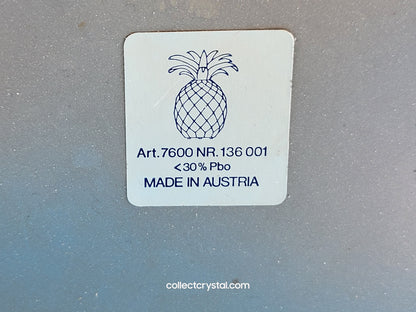 Art.7600 NR.136 001
<30% Pbo
MADE IN AUSTRIA
collectcrystal.com